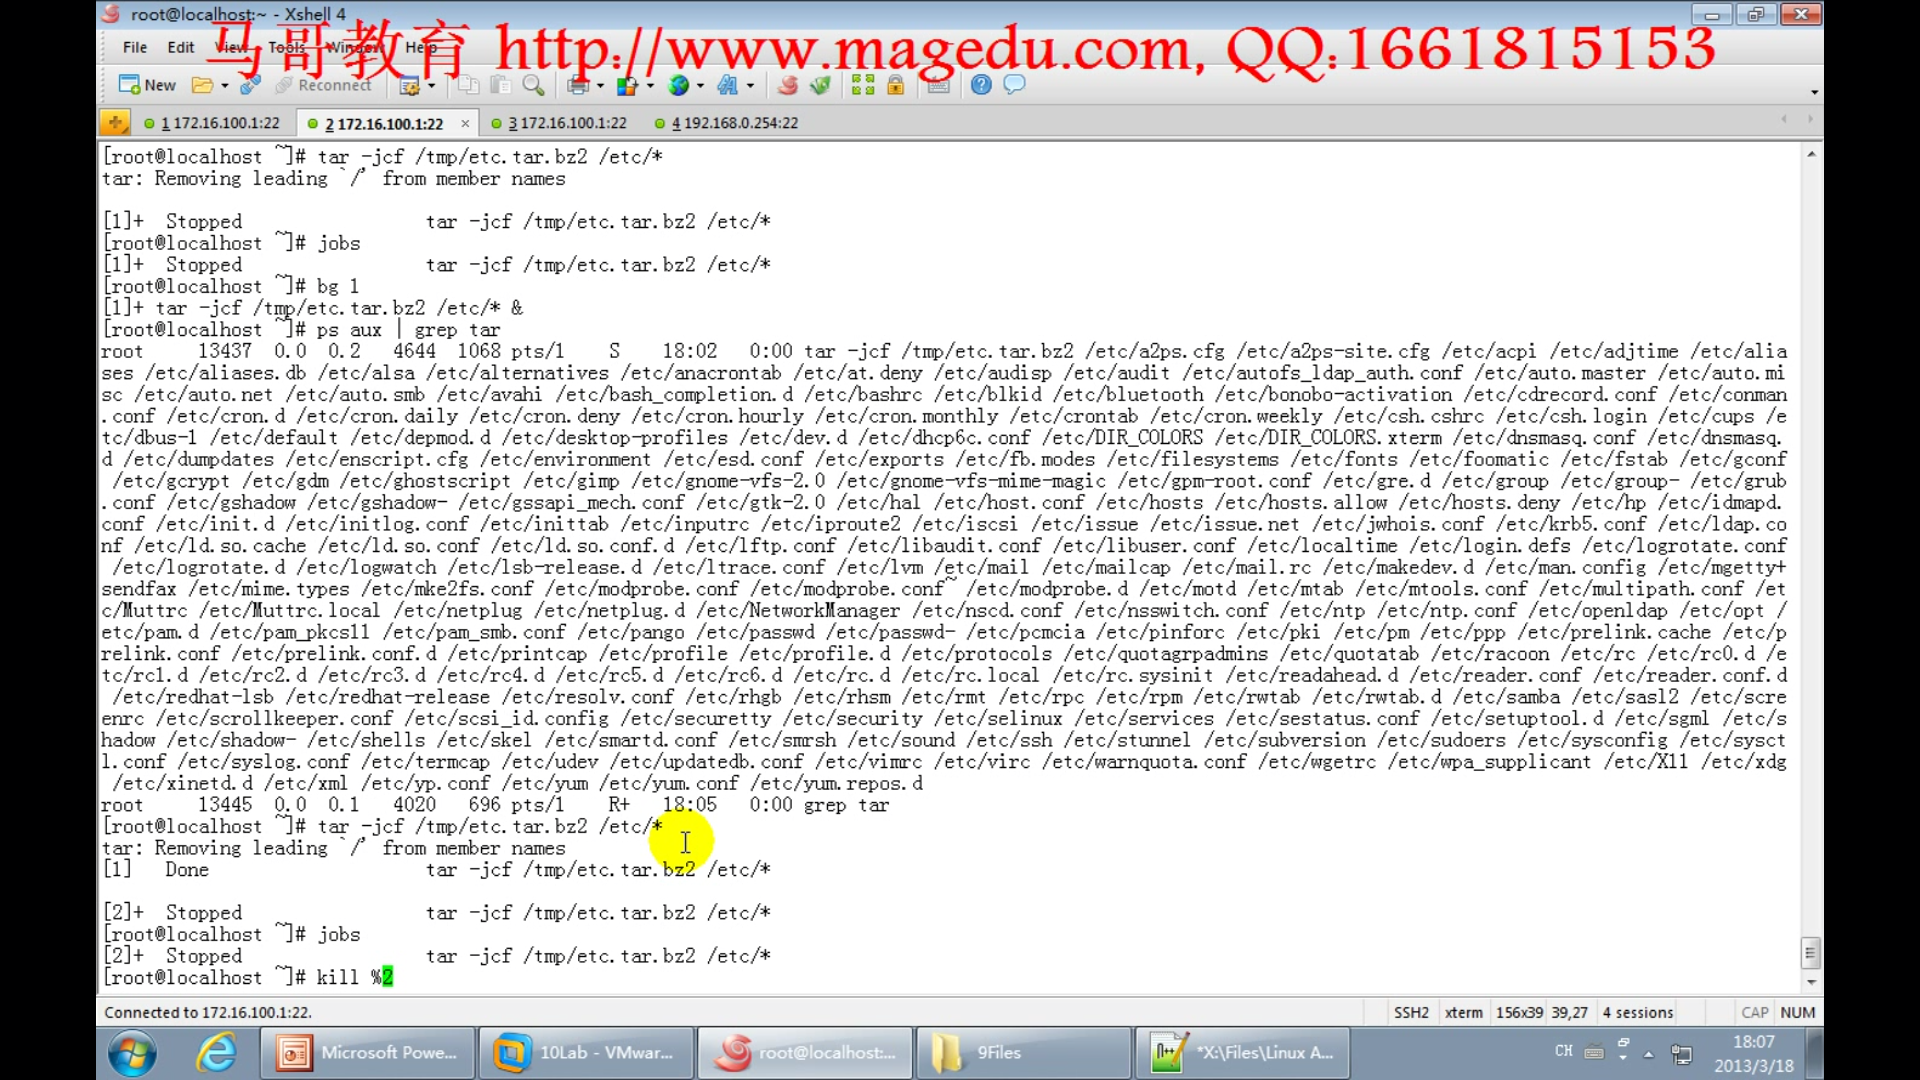 root@localhost:~ - Xshell 4
马哥教育 http://www.magedu.com, QQ:1661815153
File Edit View Tools Window Help
New Reconnect
1 172.16.100.1:22 2 172.16.100.1:22 × 3 172.16.100.1:22 4 192.168.0.254:22
[root@localhost ~]# tar -jcf /tmp/etc.tar.bz2 /etc/*
tar: Removing leading `/' from member names
[1]+ Stopped tar -jcf /tmp/etc.tar.bz2 /etc/*
[root@localhost ~]# jobs
[1]+ Stopped tar -jcf /tmp/etc.tar.bz2 /etc/*
[root@localhost ~]# bg 1
[1]+ tar -jcf /tmp/etc.tar.bz2 /etc/* &
[root@localhost ~]# ps aux | grep tar
root 13437 0.0 0.2 4644 1068 pts/1 S 18:02 0:00 tar -jcf /tmp/etc.tar.bz2 /etc/a2ps.cfg /etc/a2ps-site.cfg /etc/acpi /etc/adjtime /etc/alia
ses /etc/aliases.db /etc/alsa /etc/alternatives /etc/anacrontab /etc/at.deny /etc/audisp /etc/audit /etc/autofs_ldap_auth.conf /etc/auto.master /etc/auto.mi
sc /etc/auto.net /etc/auto.smb /etc/avahi /etc/bash_completion.d /etc/bashrc /etc/blkid /etc/bluetooth /etc/bonobo-activation /etc/cdrecord.conf /etc/conman
.conf /etc/cron.d /etc/cron.daily /etc/cron.deny /etc/cron.hourly /etc/cron.monthly /etc/crontab /etc/cron.weekly /etc/csh.cshrc /etc/csh.login /etc/cups /e
tc/dbus-1 /etc/default /etc/depmod.d /etc/desktop-profiles /etc/dev.d /etc/dhcp6c.conf /etc/DIR_COLORS /etc/DIR_COLORS.xterm /etc/dnsmasq.conf /etc/dnsmasq.
d /etc/dumpdates /etc/enscript.cfg /etc/environment /etc/esd.conf /etc/exports /etc/fb.modes /etc/filesystems /etc/fonts /etc/foomatic /etc/fstab /etc/gconf
/etc/gcrypt /etc/gdm /etc/ghostscript /etc/gimp /etc/gnome-vfs-2.0 /etc/gnome-vfs-mime-magic /etc/gpm-root.conf /etc/gre.d /etc/group /etc/group- /etc/grub
.conf /etc/gshadow /etc/gshadow- /etc/gssapi_mech.conf /etc/gtk-2.0 /etc/hal /etc/host.conf /etc/hosts /etc/hosts.allow /etc/hosts.deny /etc/hp /etc/idmapd.
conf /etc/init.d /etc/initlog.conf /etc/inittab /etc/inputrc /etc/iproute2 /etc/iscsi /etc/issue /etc/issue.net /etc/jwhois.conf /etc/krb5.conf /etc/ldap.co
nf /etc/ld.so.cache /etc/ld.so.conf /etc/ld.so.conf.d /etc/lftp.conf /etc/libaudit.conf /etc/libuser.conf /etc/localtime /etc/login.defs /etc/logrotate.conf
/etc/logrotate.d /etc/logwatch /etc/lsb-release.d /etc/ltrace.conf /etc/lvm /etc/mail /etc/mailcap /etc/mail.rc /etc/makedev.d /etc/man.config /etc/mgetty+
sendfax /etc/mime.types /etc/mke2fs.conf /etc/modprobe.conf /etc/modprobe.conf~ /etc/modprobe.d /etc/motd /etc/mtab /etc/mtools.conf /etc/multipath.conf /et
c/Muttrc /etc/Muttrc.local /etc/netplug /etc/netplug.d /etc/NetworkManager /etc/nscd.conf /etc/nsswitch.conf /etc/ntp /etc/ntp.conf /etc/openldap /etc/opt /
etc/pam.d /etc/pam_pkcs11 /etc/pam_smb.conf /etc/pango /etc/passwd /etc/passwd- /etc/pcmcia /etc/pinforc /etc/pki /etc/pm /etc/ppp /etc/prelink.cache /etc/p
relink.conf /etc/prelink.conf.d /etc/printcap /etc/profile /etc/profile.d /etc/protocols /etc/quotagrpadmins /etc/quotatab /etc/racoon /etc/rc /etc/rc0.d /e
tc/rc1.d /etc/rc2.d /etc/rc3.d /etc/rc4.d /etc/rc5.d /etc/rc6.d /etc/rc.d /etc/rc.local /etc/rc.sysinit /etc/readahead.d /etc/reader.conf /etc/reader.conf.d
/etc/redhat-lsb /etc/redhat-release /etc/resolv.conf /etc/rhgb /etc/rhsm /etc/rmt /etc/rpc /etc/rpm /etc/rwtab /etc/rwtab.d /etc/samba /etc/sasl2 /etc/scre
enrc /etc/scrollkeeper.conf /etc/scsi_id.config /etc/securetty /etc/security /etc/selinux /etc/services /etc/sestatus.conf /etc/setuptool.d /etc/sgml /etc/s
hadow /etc/shadow- /etc/shells /etc/skel /etc/smartd.conf /etc/smrsh /etc/sound /etc/ssh /etc/stunnel /etc/subversion /etc/sudoers /etc/sysconfig /etc/sysct
l.conf /etc/syslog.conf /etc/termcap /etc/udev /etc/updatedb.conf /etc/vimrc /etc/virc /etc/warnquota.conf /etc/wgetrc /etc/wpa_supplicant /etc/X11 /etc/xdg
/etc/xinetd.d /etc/xml /etc/yp.conf /etc/yum /etc/yum.conf /etc/yum.repos.d
root 13445 0.0 0.1 4020 696 pts/1 R+ 18:05 0:00 grep tar
[root@localhost ~]# tar -jcf /tmp/etc.tar.bz2 /etc/*
tar: Removing leading `/' from member names
[1] Done tar -jcf /tmp/etc.tar.bz2 /etc/*
[2]+ Stopped tar -jcf /tmp/etc.tar.bz2 /etc/*
[root@localhost ~]# jobs
[2]+ Stopped tar -jcf /tmp/etc.tar.bz2 /etc/*
[root@localhost ~]# kill %2
Connected to 172.16.100.1:22. SSH2 xterm 156x39 39,27 4 sessions CAP NUM
Microsoft Powe... 10Lab - VMwar... root@localhost:... 9Files *X:\Files\Linux A... CH 18:07
2013/3/18